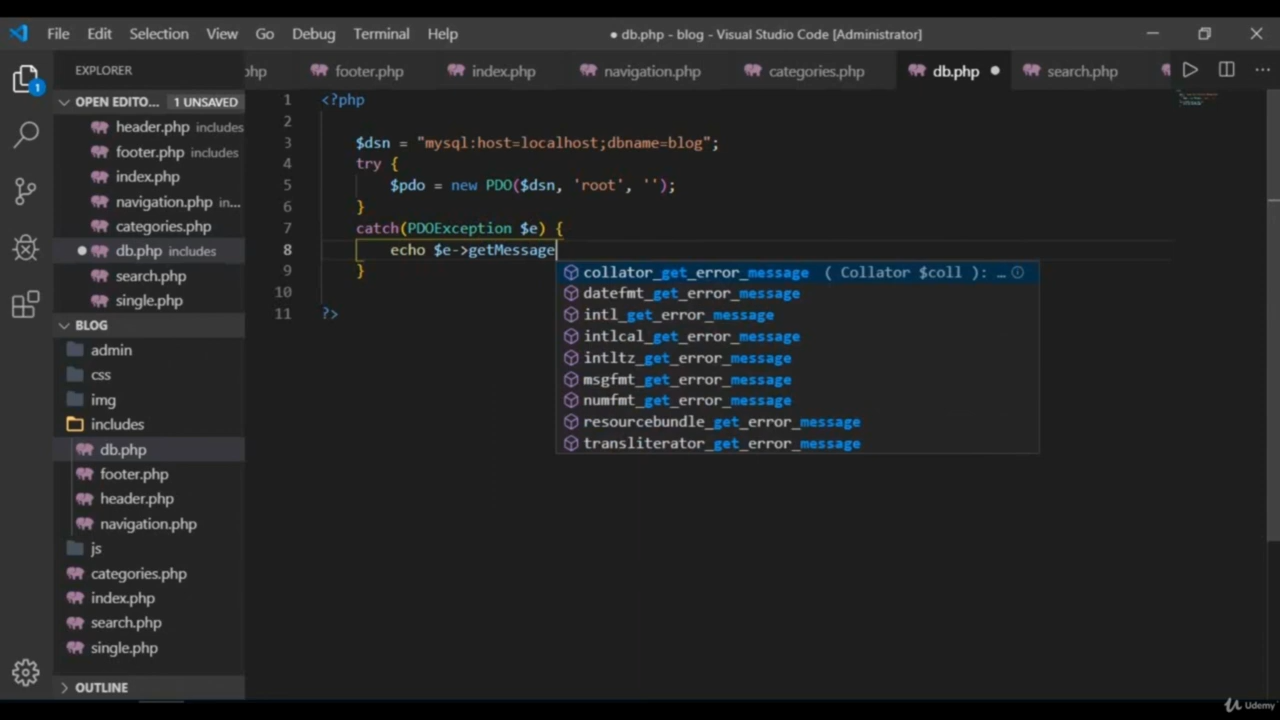 File Edit Selection View Go Debug Terminal Help
● db.php - blog - Visual Studio Code [Administrator]
EXPLORER
php footer.php index.php navigation.php categories.php db.php ● search.php
OPEN EDITO... 1 UNSAVED
header.php includes
footer.php includes
index.php
navigation.php in...
categories.php
● db.php includes
search.php
single.php
BLOG
admin
css
img
includes
db.php
footer.php
header.php
navigation.php
js
categories.php
index.php
search.php
single.php
OUTLINE
1
1 <?php
2
3 $dsn = "mysql:host=localhost;dbname=blog";
4 try {
5 $pdo = new PDO($dsn, 'root', '');
6 }
7 catch(PDOException $e) {
8 echo $e->getMessage
9 }
10
11 ?>
collator_get_error_message ( Collator $coll ): …
datefmt_get_error_message
intl_get_error_message
intlcal_get_error_message
intltz_get_error_message
msgfmt_get_error_message
numfmt_get_error_message
resourcebundle_get_error_message
transliterator_get_error_message
Udemy